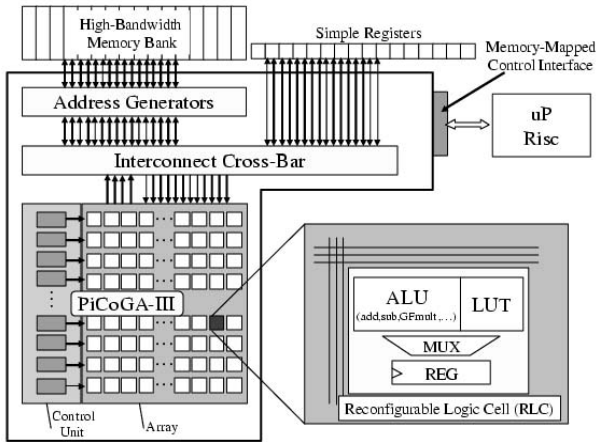 High-Bandwidth
Memory Bank
Simple Registers
Memory-Mapped
Control Interface
Address Generators
uP
Risc
Interconnect Cross-Bar
PiCoGA-III
ALU
(add,sub,GFmult,...)
LUT
MUX
REG
Reconfigurable Logic Cell (RLC)
Control
Unit
Array